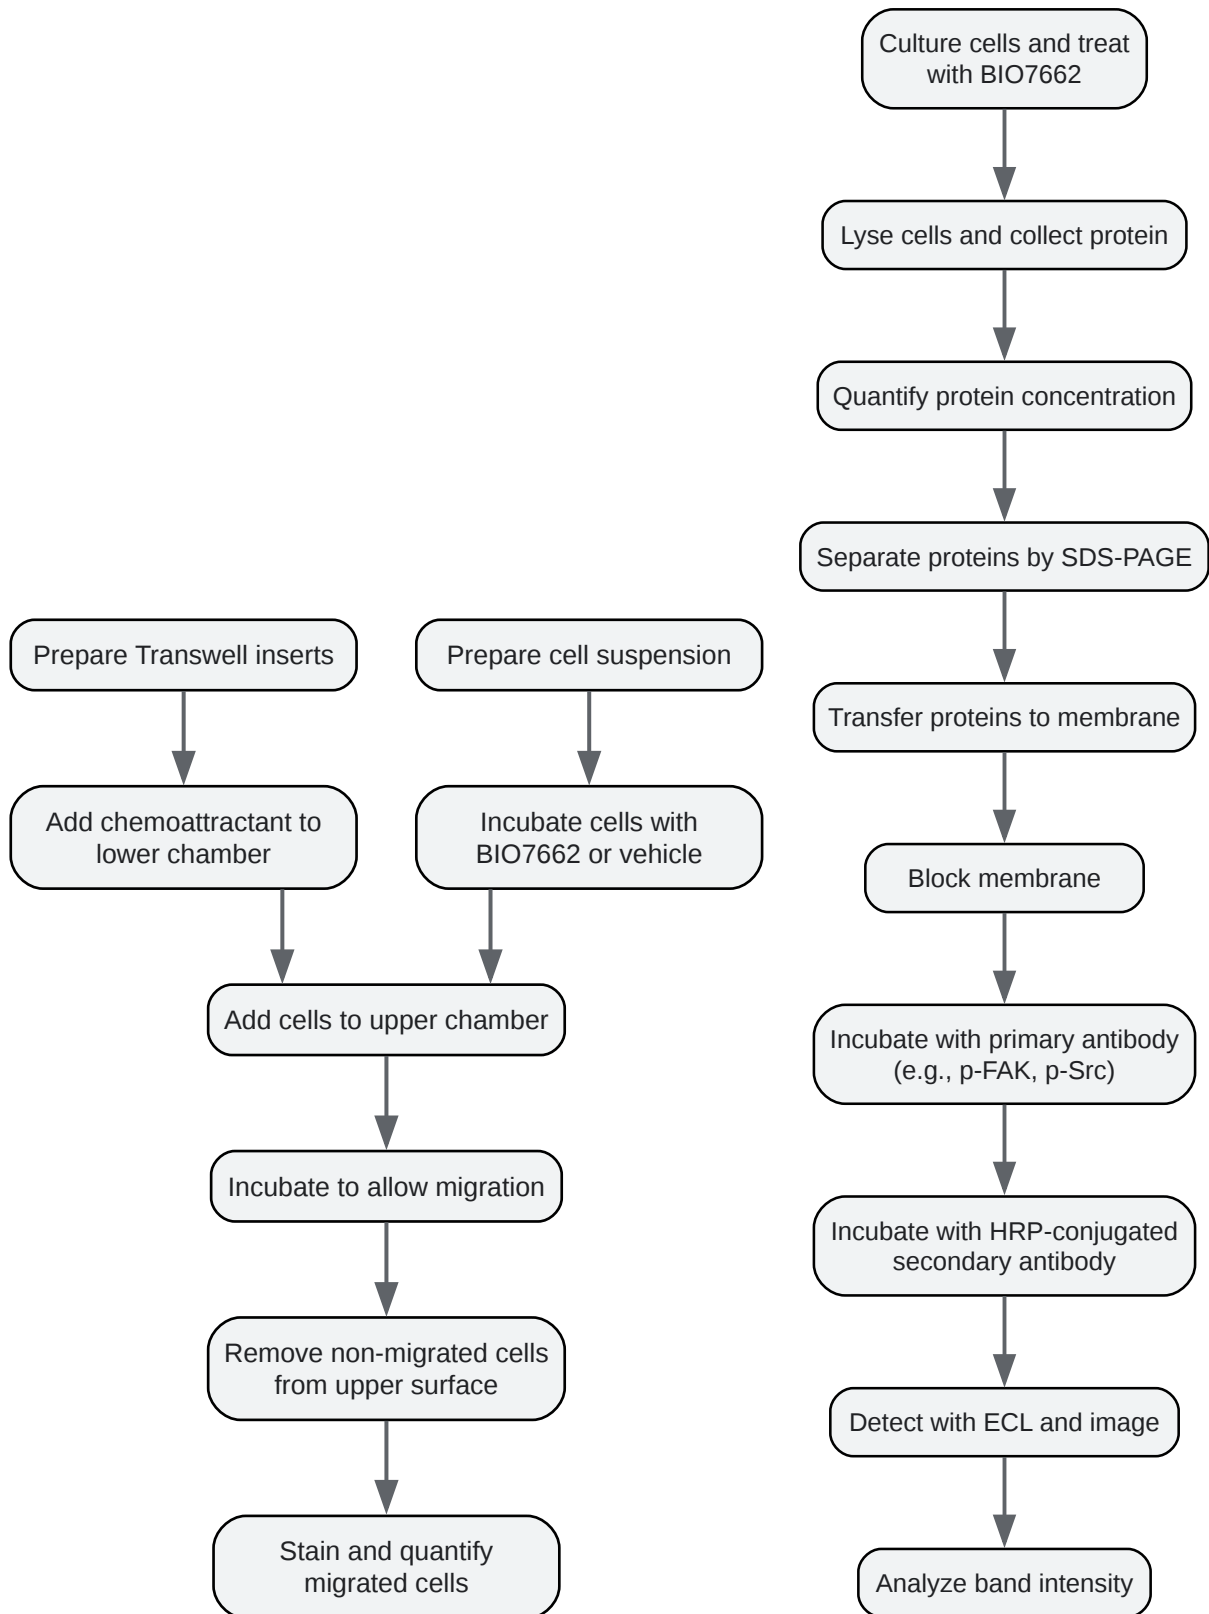 Prepare Transwell inserts
Prepare cell suspension
Add chemoattractant to
lower chamber
Incubate cells with
BIO7662 or vehicle
Add cells to upper chamber
Incubate to allow migration
Remove non-migrated cells
from upper surface
Stain and quantify
migrated cells
Culture cells and treat
with BIO7662
Lyse cells and collect protein
Quantify protein concentration
Separate proteins by SDS-PAGE
Transfer proteins to membrane
Block membrane
Incubate with primary antibody
(e.g., p-FAK, p-Src)
Incubate with HRP-conjugated
secondary antibody
Detect with ECL and image
Analyze band intensity